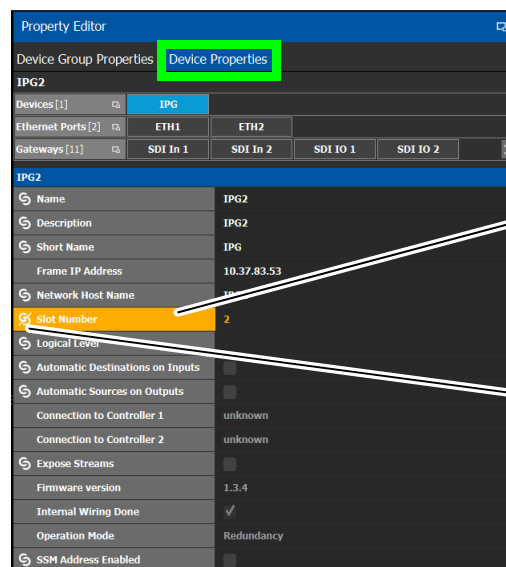 Property Editor
Device Group Properties Device Properties
IPG2
Devices [1] IPG
Ethernet Ports [2] ETH1 ETH2
Gateways [11] SDI In 1 SDI In 2 SDI IO 1 SDI IO 2
IPG2
Name IPG2
Description IPG2
Short Name IPG
Frame IP Address 10.37.83.53
Network Host Name
Slot Number 2
Logical Level
Automatic Destinations on Inputs
Automatic Sources on Outputs
Connection to Controller 1 unknown
Connection to Controller 2 unknown
Expose Streams
Firmware version 1.3.4
Internal Wiring Done
Operation Mode Redundancy
SSM Address Enabled